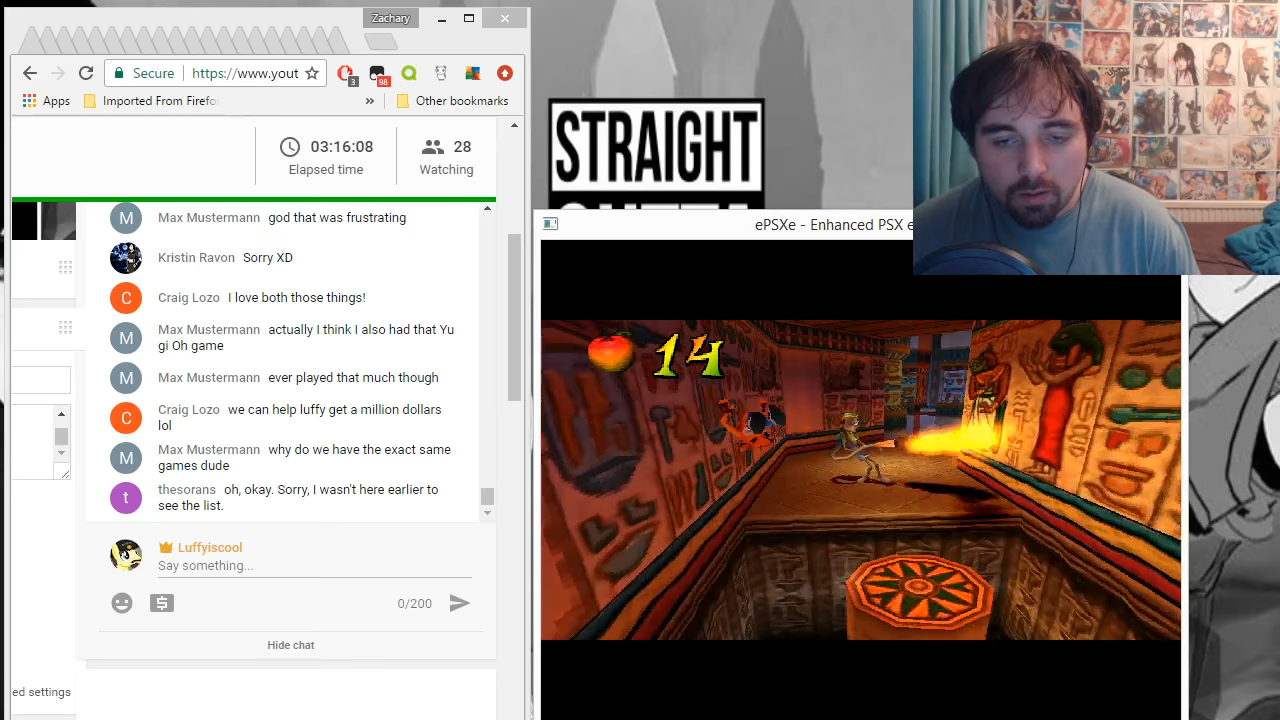 Zachary
Secure
https://www.yout
3
98
Apps
Imported From Firefo
»
Other bookmarks
03:16:08
Elapsed time
28
Watching
M
Max Mustermann god that was frustrating
Kristin Ravon Sorry XD
C
Craig Lozo I love both those things!
M
Max Mustermann actually I think I also had that Yu
gi Oh game
M
Max Mustermann ever played that much though
C
Craig Lozo we can help luffy get a million dollars
lol
M
Max Mustermann why do we have the exact same
games dude
t
thesorans oh, okay. Sorry, I wasn't here earlier to
see the list.
Luffyiscool
Say something...
0/200
Hide chat
ed settings
STRAIGHT
ePSXe - Enhanced PSX e
14